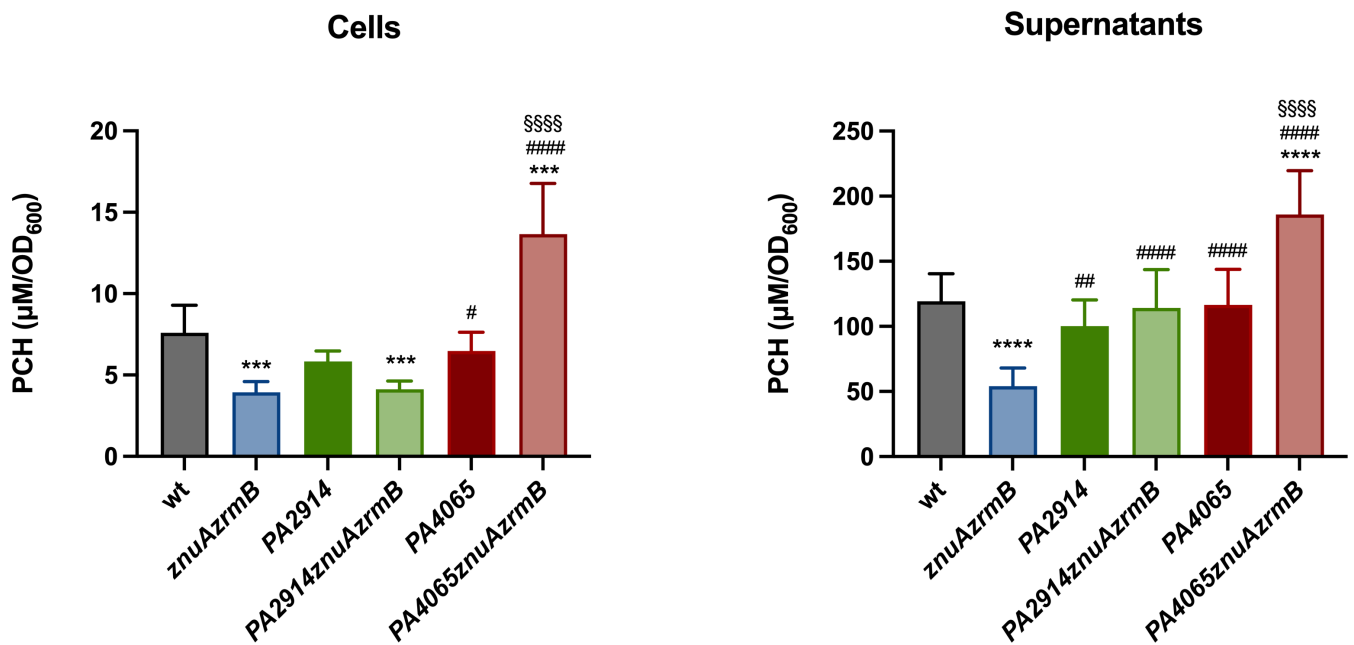 Cells
PCH (μM/OD600)
20
15
10
5
0
***
***
#
§§§§
####
***
wt
znuAzrmB
PA2914
PA2914znuAzrmB
PA4065
PA4065znuAzrmB
Supernatants
PCH (μM/OD600)
250
200
150
100
50
0
****
##
####
####
§§§§
####
****
wt
znuAzrmB
PA2914
PA2914znuAzrmB
PA4065
PA4065znuAzrmB